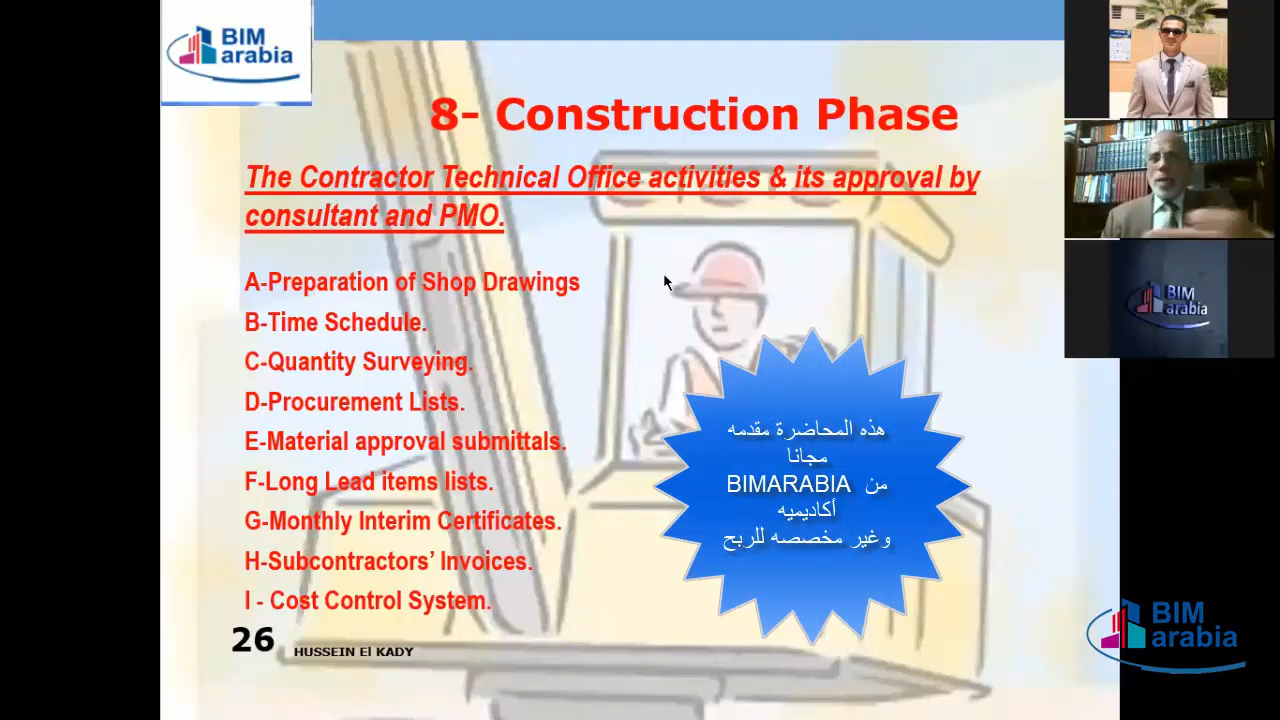 BIM
arabia
8- Construction Phase
The Contractor Technical Office activities & its approval by
consultant and PMO.
A-Preparation of Shop Drawings
B-Time Schedule.
C-Quantity Surveying.
D-Procurement Lists.
E-Material approval submittals.
F-Long Lead items lists.
G-Monthly Interim Certificates.
H-Subcontractors’ Invoices.
I - Cost Control System.
26
HUSSEIN El KADY
هذه المحاضرة مقدمه
مجانا
من BIMARABIA
أكاديميه
وغير مخصصه للربح
BIM
arabia
BIM
arabia